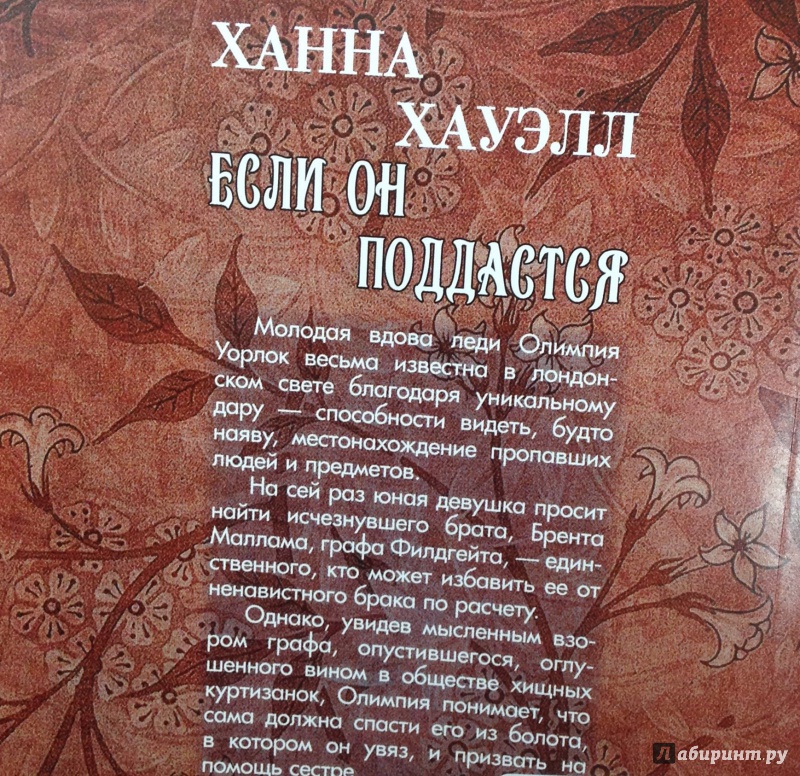 ХАННА
ХАУЭЛЛ
ЕСЛИ ОН
ПОДДАСТСЯ
Молодая вдова леди Олимпия
Уорлок весьма известна в лондон-
ском свете благодаря уникальному
дару — способности видеть, будто
наяву, местонахождение пропавших
людей и предметов.
На сей раз юная девушка просит
найти исчезнувшего брата, Брента
Маллама, графа Филдгейта, — един-
ственного, кто может избавить ее от
ненавистного брака по расчету.
Однако, увидев мысленным взо-
ром графа, опустившегося, оглу-
шенного вином в обществе хищных
куртизанок, Олимпия понимает, что
сама должна спасти его из болота,
в котором он увяз, и призвать на
помощь сестре
Лабиринт.ру